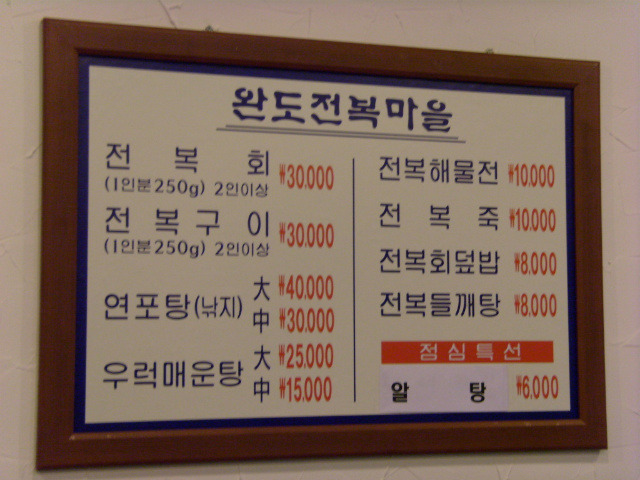 완도전복마을
전 복 회 ₩30.000
(1인분250g) 2인이상
전 복 구 이 ₩30.000
(1인분250g) 2인이상
연포탕(낚지) 大 ₩40.000
中 ₩30.000
우럭매운탕 大 ₩25.000
中 ₩15.000
전복해물전 ₩10.000
전 복 죽 ₩10.000
전복회덮밥 ₩8.000
전복들깨탕 ₩8.000
점심특선
알 탕 ₩6.000